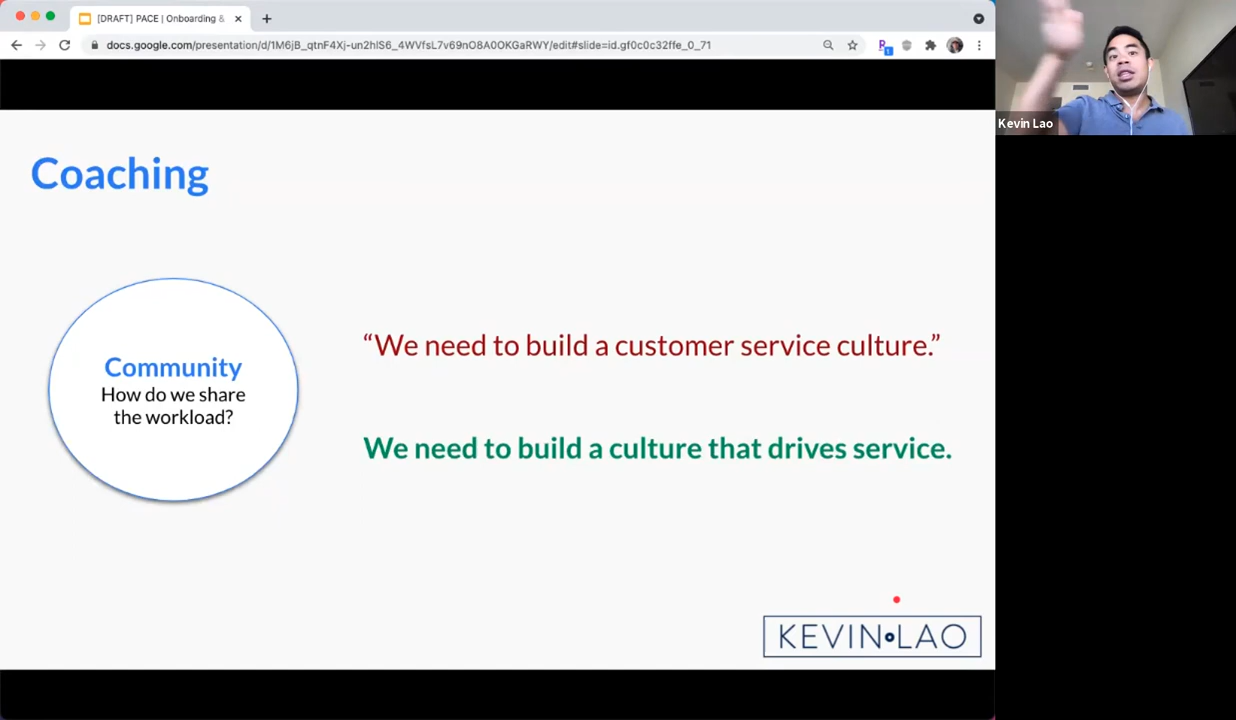 [DRAFT] PACE | Onboarding &
docs.google.com/presentation/d/1M6jB_qtnF4Xj-un2hlS6_4WVfsL7v69nO8A0OKGaRWY/edit#slide=id.gf0c0c32ffe_0_71
Kevin Lao
Coaching
Community
How do we share
the workload?
“We need to build a customer service culture.”
We need to build a culture that drives service.
KEVIN LAO